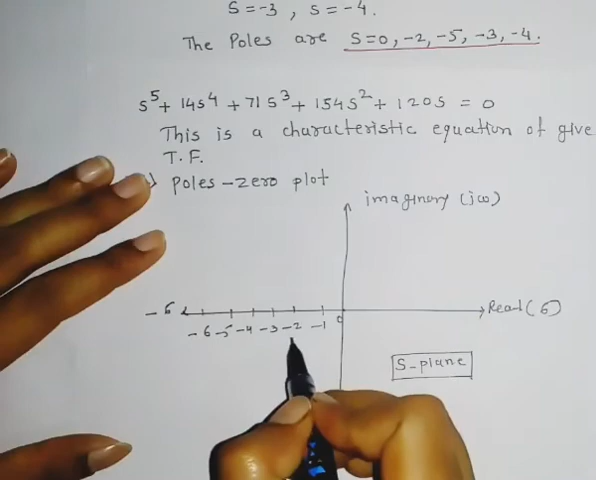 S=-3 , S=-4.
The Poles are S=0,-2,-5,-3,-4.
s⁵+14s⁴+71s³+154s²+120s=0
This is a characteristic equation of give
T.F.
Poles-zero plot
imaginary (jω)
-6
Real(б)
-6 -5 -4 -3 -2 -1 0
S-plane